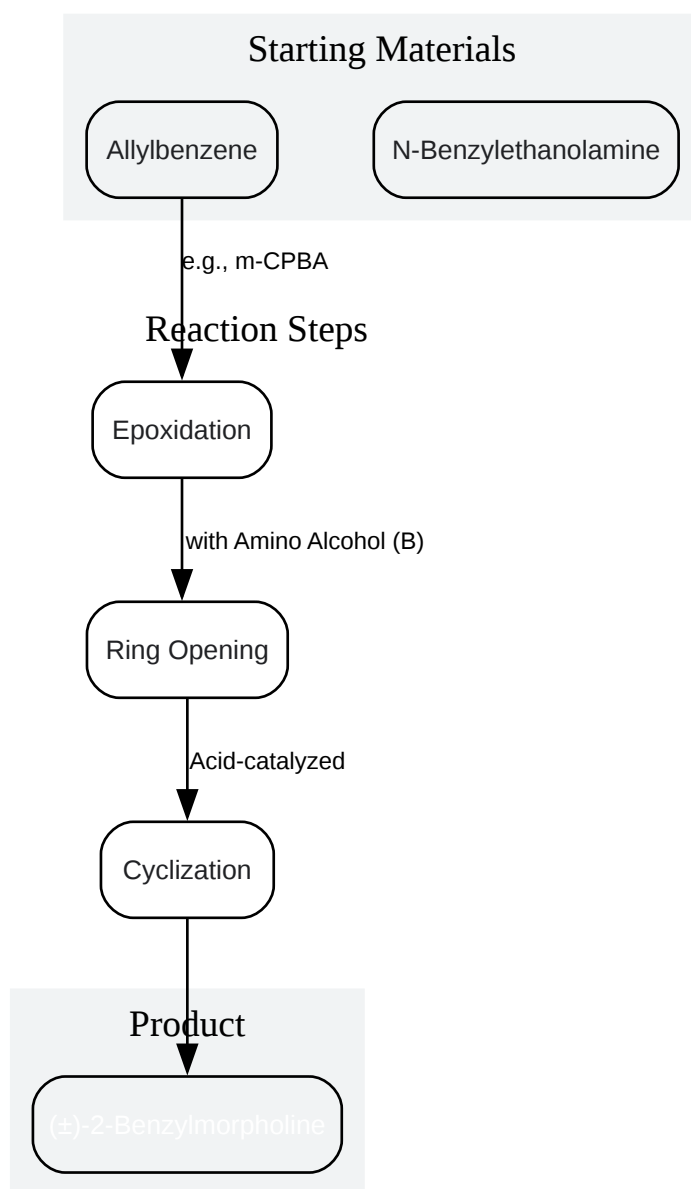 Starting Materials
Allylbenzene
N-Benzylethanolamine
e.g., m-CPBA
Reaction Steps
Epoxidation
with Amino Alcohol (B)
Ring Opening
Acid-catalyzed
Cyclization
Product
(±)-2-Benzylmorpholine